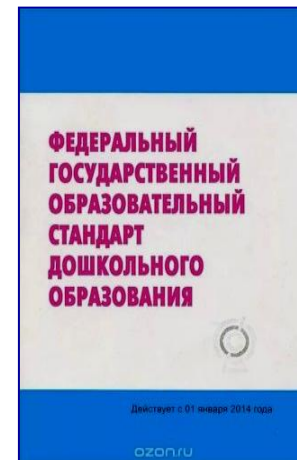 ФЕДЕРАЛЬНЫЙ
ГОСУДАРСТВЕННЫЙ
ОБРАЗОВАТЕЛЬНЫЙ
СТАНДАРТ
ДОШКОЛЬНОГО
ОБРАЗОВАНИЯ
Действует с 01 января 2014 года
ozon.ru